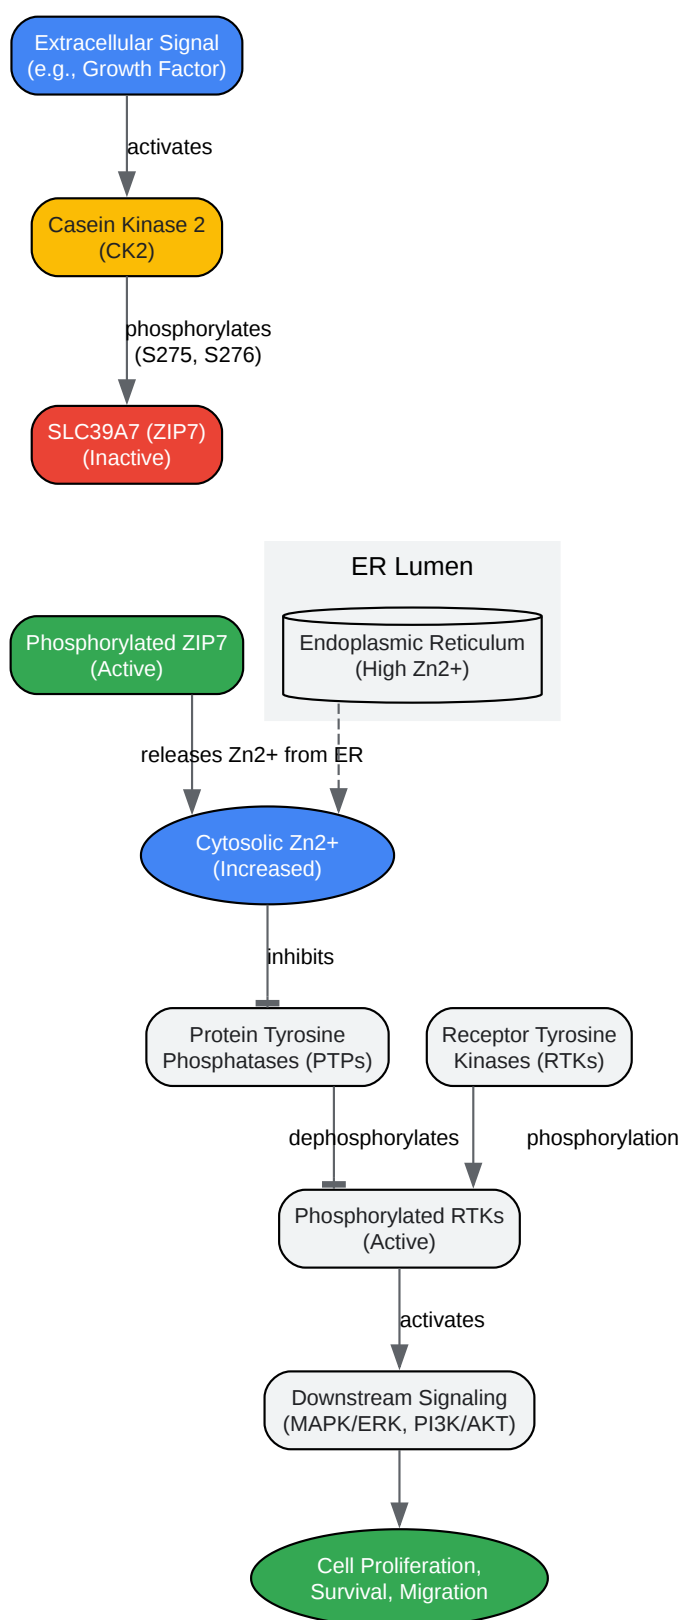 Extracellular Signal
(e.g., Growth Factor)
activates
Casein Kinase 2
(CK2)
phosphorylates
(S275, S276)
SLC39A7 (ZIP7)
(Inactive)
ER Lumen
Phosphorylated ZIP7
(Active)
Endoplasmic Reticulum
(High Zn2+)
releases Zn2+ from ER
Cytosolic Zn2+
(Increased)
inhibits
Protein Tyrosine
Phosphatases (PTPs)
Receptor Tyrosine
Kinases (RTKs)
dephosphorylates
phosphorylation
Phosphorylated RTKs
(Active)
activates
Downstream Signaling
(MAPK/ERK, PI3K/AKT)
Cell Proliferation,
Survival, Migration